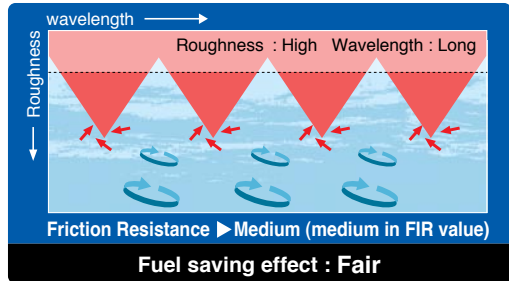 wavelength
Roughness
Roughness : High Wavelength : Long
Friction Resistance ▶ Medium (medium in FIR value)
Fuel saving effect : Fair